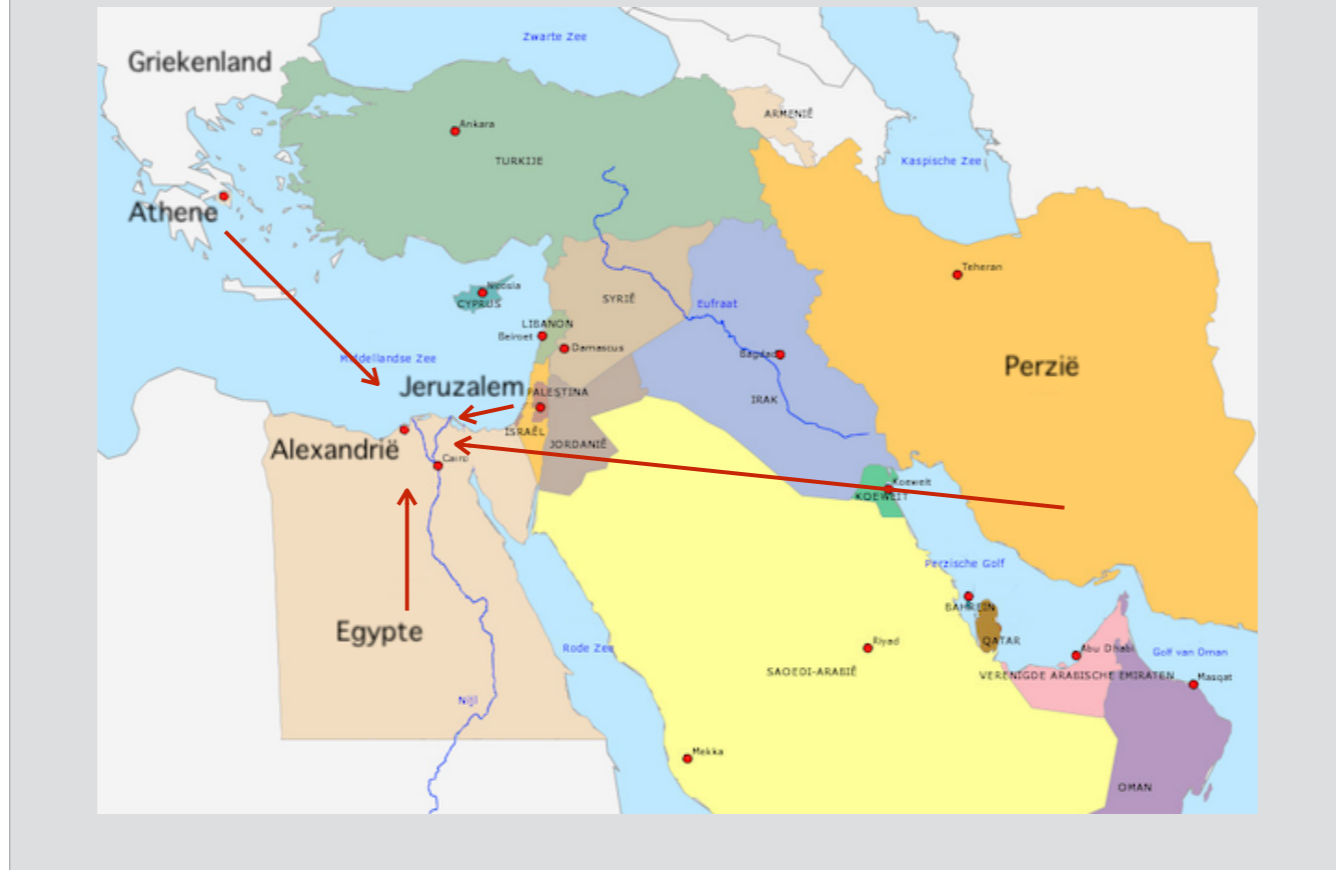 Zwarte Zee
Griekenland
ARMENIË
Ankara
TURKIJE
Kaspische Zee
Athene
Teheran
Nicosia
CYPRUS
SYRIË
Eufraat
LIBANON
Beiroet
Damascus
Bagdad
Middellandse Zee
Perzië
Jeruzalem
PALESTINA
IRAK
ISRAËL
JORDANIË
Alexandrië
Cairo
Koeweit
KOEWEIT
Perzische Golf
BAHREIN
Egypte
QATAR
Riyad
Rode Zee
Abu Dhabi
Golf van Oman
SAOEDI-ARABIË
VERENIGDE ARABISCHE EMIRATEN
Masqat
Nijl
Mekka
OMAN